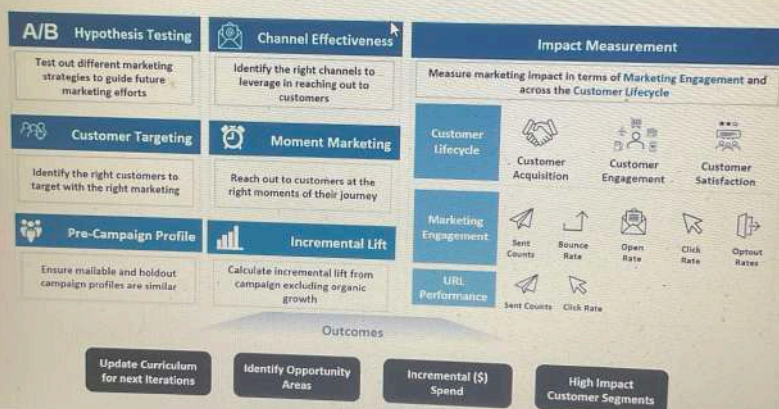 A/B Hypothesis Testing
Test out different marketing
strategies to guide future
marketing efforts
Customer Targeting
Identify the right customers to
target with the right marketing
Pre-Campaign Profile
Ensure mailable and holdout
campaign profiles are similar
Channel Effectiveness
Identify the right channels to
leverage in reaching out to
customers
Moment Marketing
Reach out to customers at the
right moments of their journey
Incremental Lift
Calculate incremental lift from
campaign excluding organic
growth
Impact Measurement
Measure marketing impact in terms of Marketing Engagement and
across the Customer Lifecycle
Customer
Lifecycle
Customer
Acquisition
Customer
Engagement
Customer
Satisfaction
Marketing
Engagement
Sent
Counts
Bounce
Rate
Open
Rate
Click
Rate
Optout
Rates
URL
Performance
Sent Counts
Click Rate
Outcomes
Update Curriculum
for next Iterations
Identify Opportunity
Areas
Incremental ($)
Spend
High Impact
Customer Segments